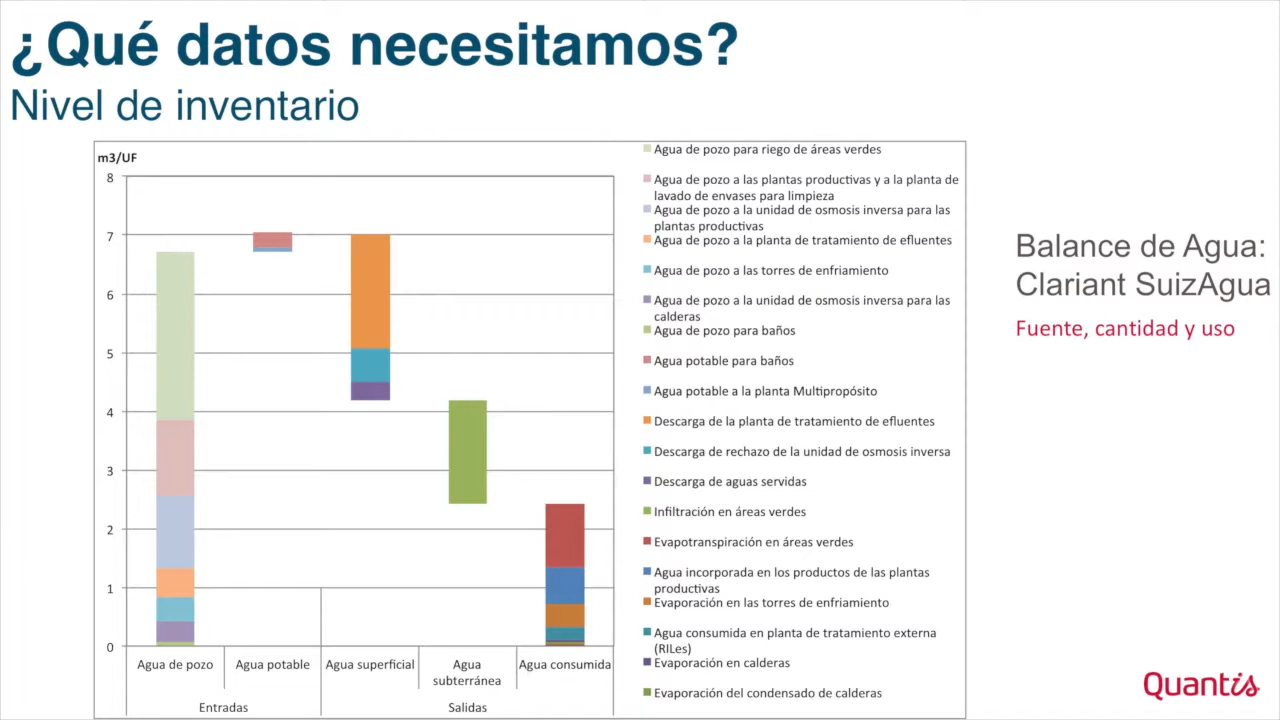 ¿Qué datos necesitamos?
Nivel de inventario
m3/UF
8
7
6
5
4
3
2
1
0
Agua de pozo
Agua potable
Agua superficial
Agua
subterránea
Agua consumida
Entradas
Salidas
Agua de pozo para riego de áreas verdes
Agua de pozo a las plantas productivas y a la planta de
lavado de envases para limpieza
Agua de pozo a la unidad de osmosis inversa para las
plantas productivas
Agua de pozo a la planta de tratamiento de efluentes
Agua de pozo a las torres de enfriamiento
Agua de pozo a la unidad de osmosis inversa para las
calderas
Agua de pozo para baños
Agua potable para baños
Agua potable a la planta Multipropósito
Descarga de la planta de tratamiento de efluentes
Descarga de rechazo de la unidad de osmosis inversa
Descarga de aguas servidas
Infiltración en áreas verdes
Evapotranspiración en áreas verdes
Agua incorporada en los productos de las plantas
productivas
Evaporación en las torres de enfriamiento
Agua consumida en planta de tratamiento externa
(RILes)
Evaporación en calderas
Evaporación del condensado de calderas
Balance de Agua:
Clariant SuizAgua
Fuente, cantidad y uso
Quantis